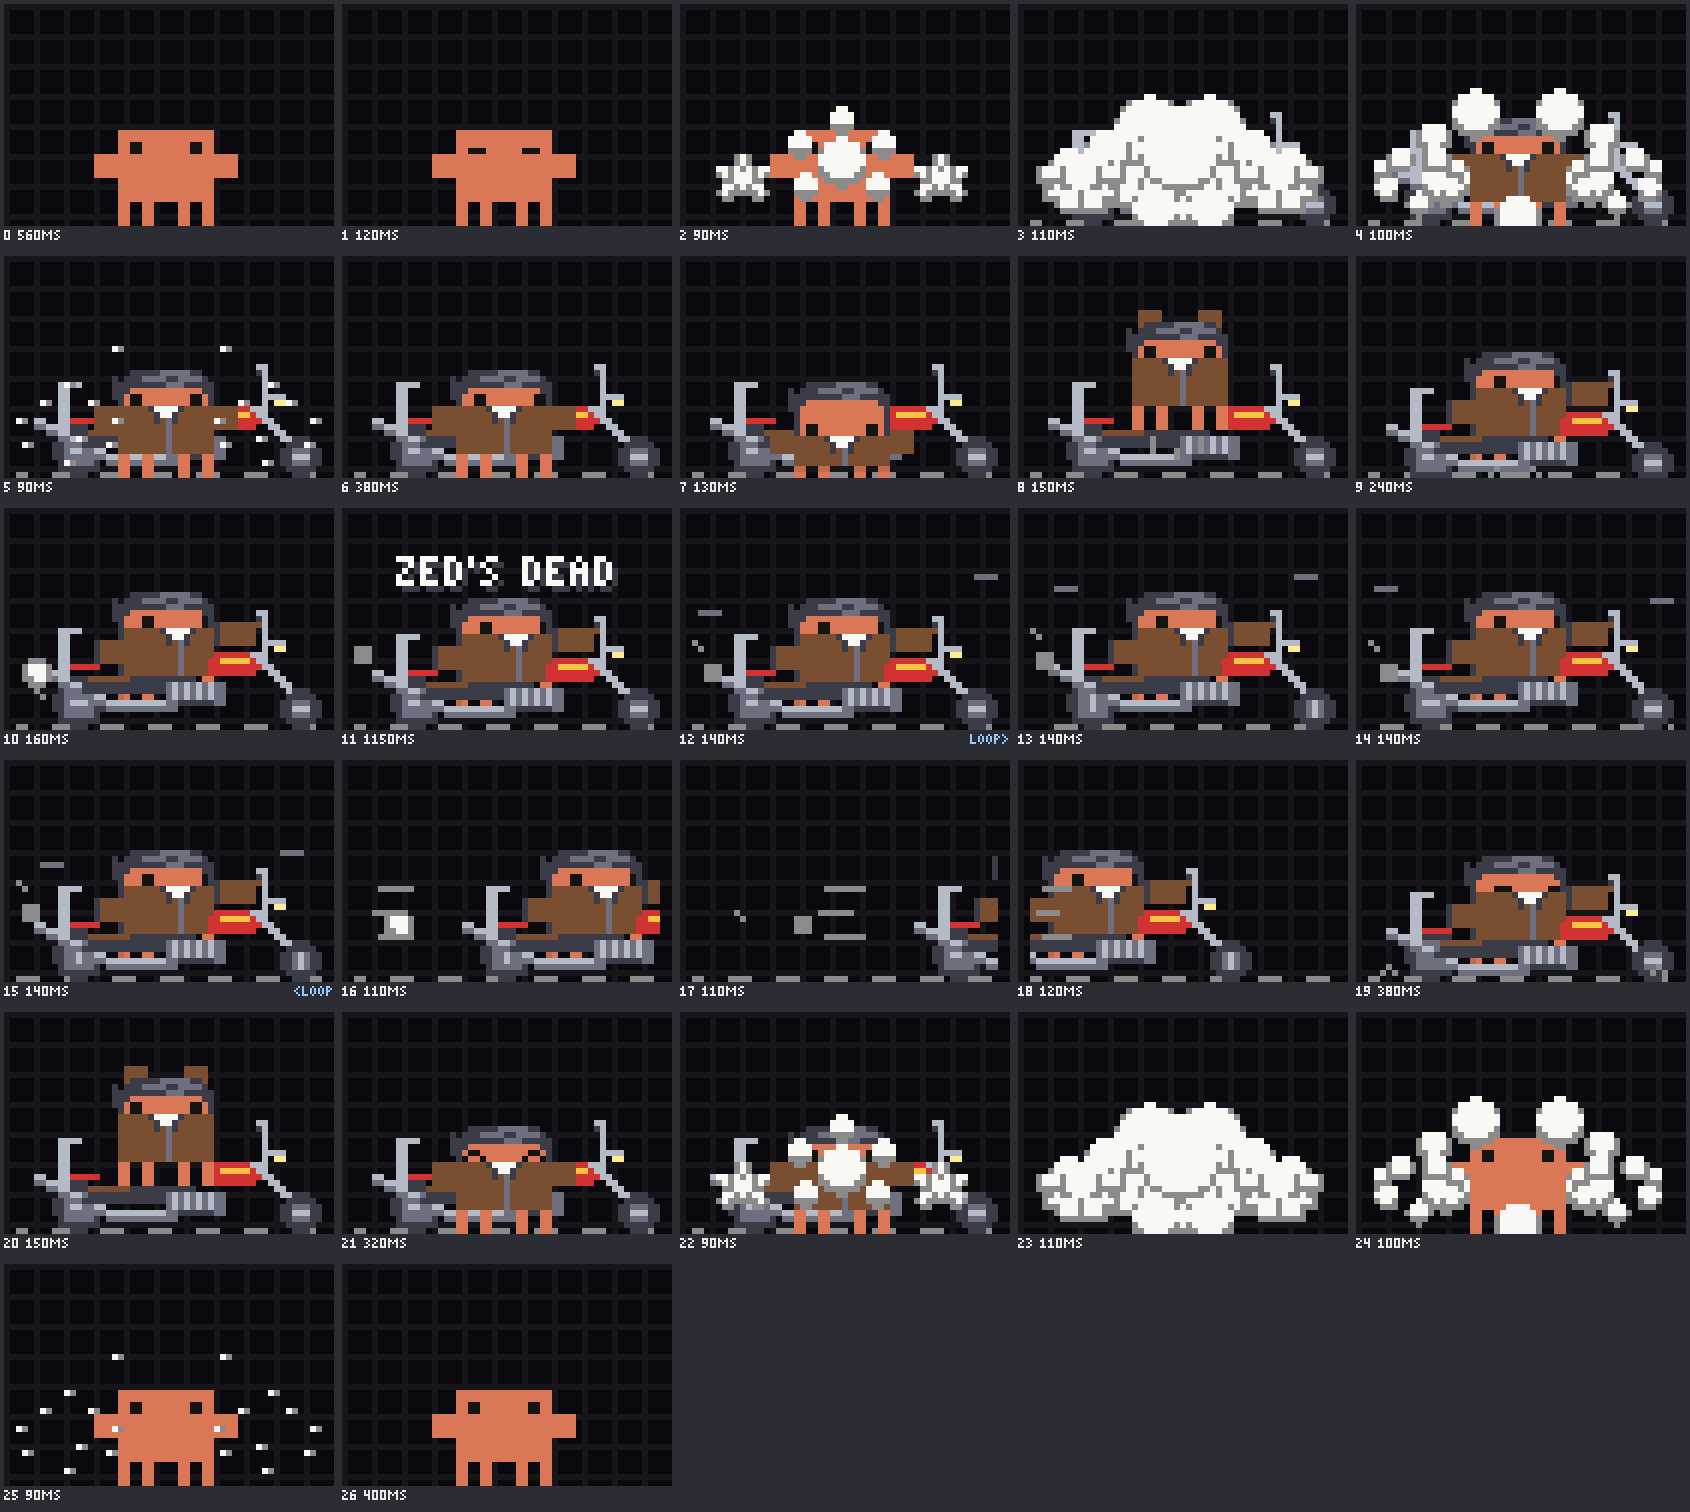 0 560MS
1 120MS
2 90MS
3 110MS
4 100MS
5 90MS
6 380MS
7 130MS
8 150MS
9 240MS
ZED'S DEAD
10 160MS
11 1150MS
12 140MS
LOOP>
13 140MS
14 140MS
15 140MS
<LOOP
16 110MS
17 110MS
18 120MS
19 380MS
20 150MS
21 320MS
22 90MS
23 110MS
24 100MS
25 90MS
26 400MS